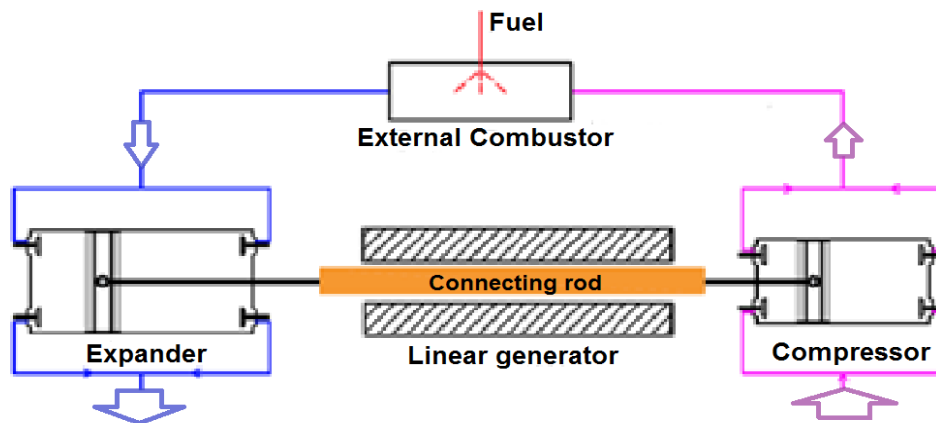 Fuel
External Combustor
Connecting rod
Expander
Linear generator
Compressor